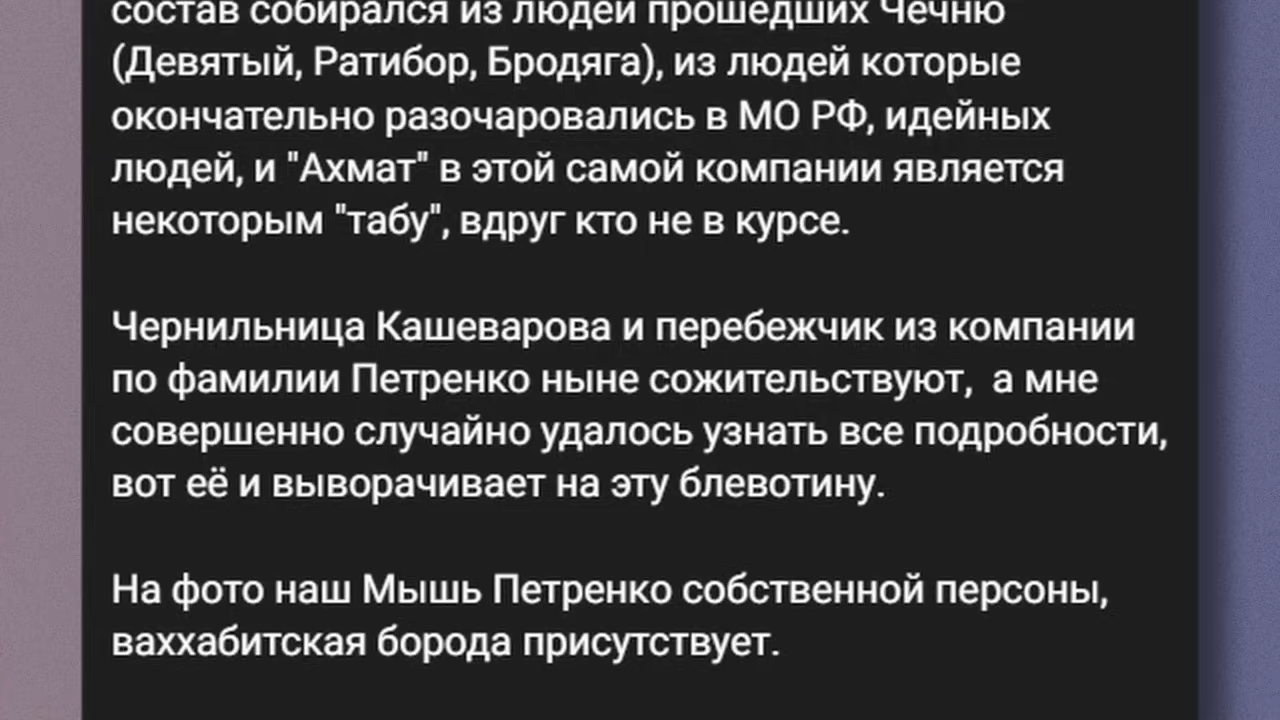 состав собирался из людей прошедших Чечню
(Девятый, Ратибор, Бродяга), из людей которые
окончательно разочаровались в МО РФ, идейных
людей, и "Ахмат" в этой самой компании является
некоторым "табу", вдруг кто не в курсе.
Чернильница Кашеварова и перебежчик из компании
по фамилии Петренко ныне сожительствуют,  а мне
совершенно случайно удалось узнать все подробности,
вот её и выворачивает на эту блевотину.
На фото наш Мышь Петренко собственной персоны,
ваххабитская борода присутствует.